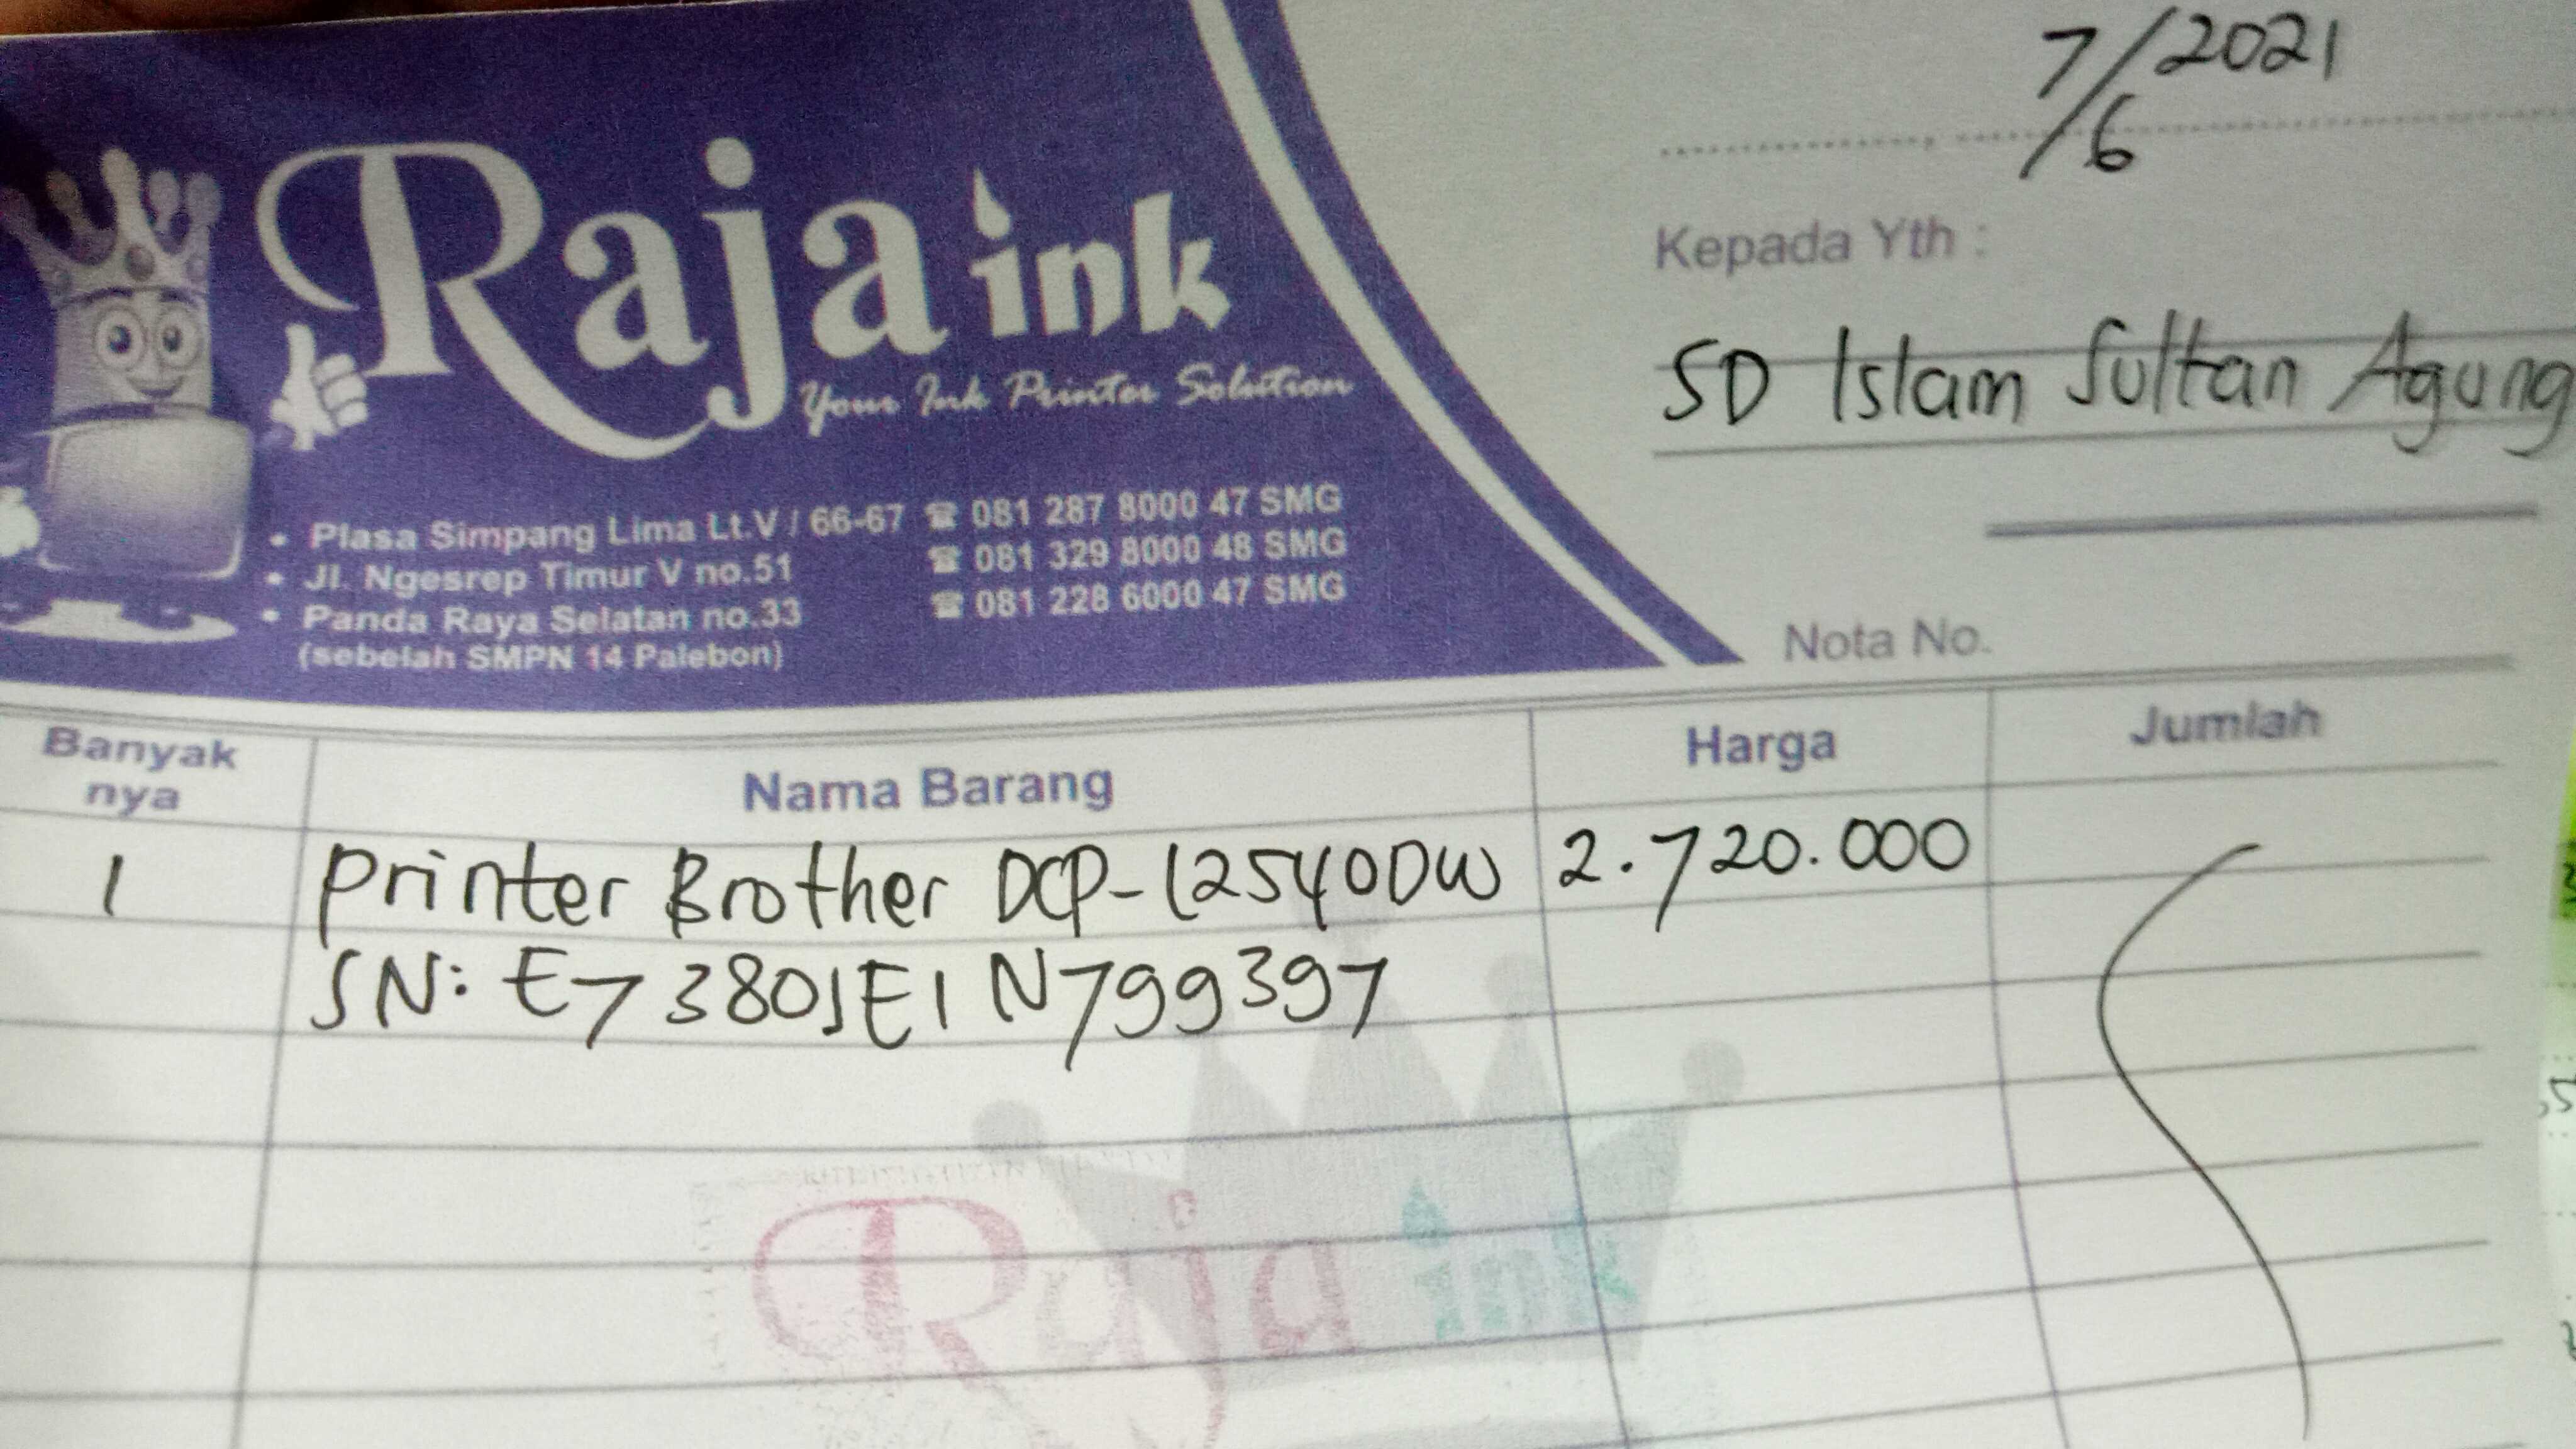 7/6 2021
Raja ink
Your Ink Printer Solution
• Plasa Simpang Lima Lt.V / 66-67 ☎ 081 287 8000 47 SMG
• Jl. Ngesrep Timur V no.51 ☎ 081 329 8000 48 SMG
• Panda Raya Selatan no.33 ☎ 081 228 6000 47 SMG
(sebelah SMPN 14 Palebon)
Kepada Yth :
SD Islam Sultan Agung
Nota No.
Banyak nya Nama Barang Harga Jumlah
1 Printer Brother DCP-L2540DW 2.720.000
SN: E73801E1N799397
Raja ink